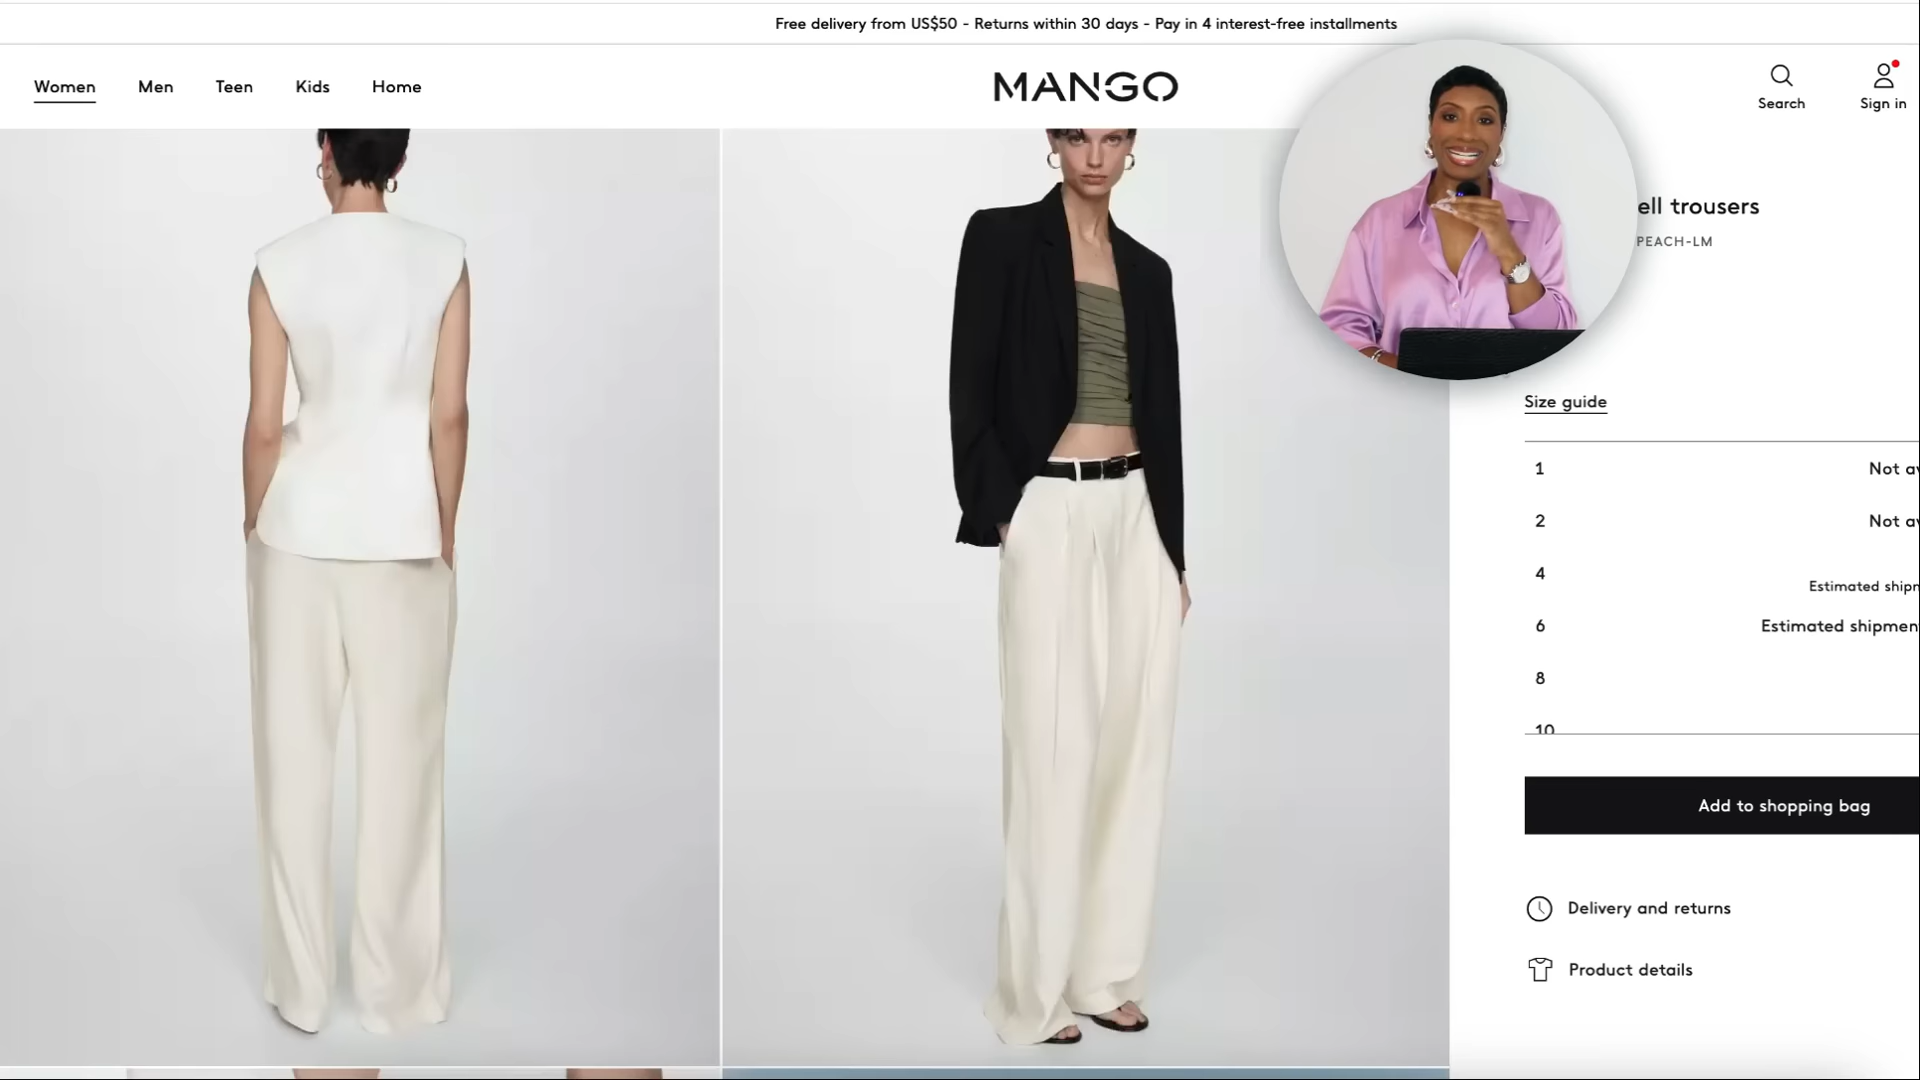 Free delivery from US$50 - Returns within 30 days - Pay in 4 interest-free installments
Women Men Teen Kids Home
MANGO
Search
Sign in
ell trousers
PEACH-LM
Size guide
1 Not av
2 Not av
4
Estimated shipn
6 Estimated shipmen
8
10
Add to shopping bag
Delivery and returns
Product details